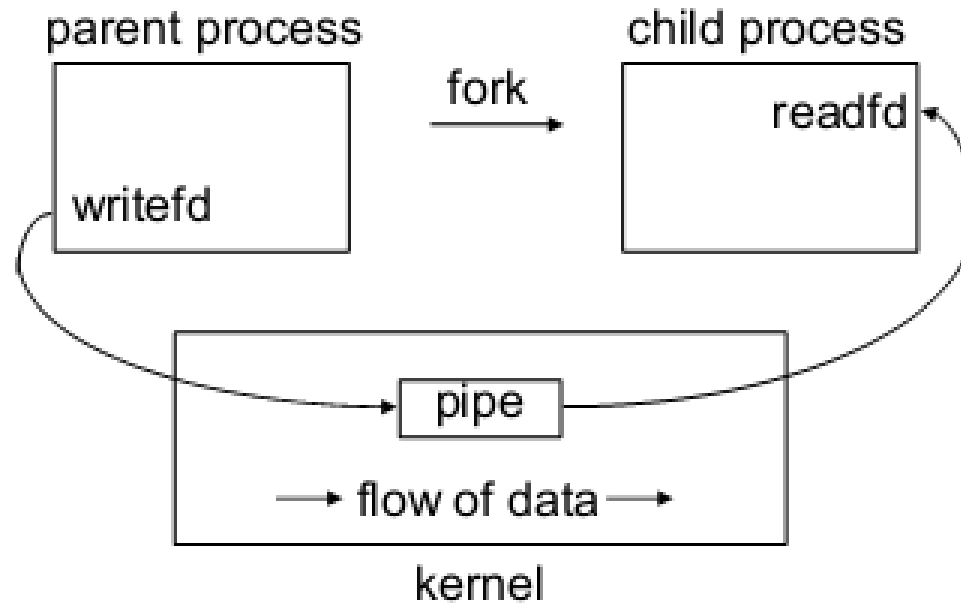 parent process
child process
fork
readfd
writefd
pipe
flow of data
kernel